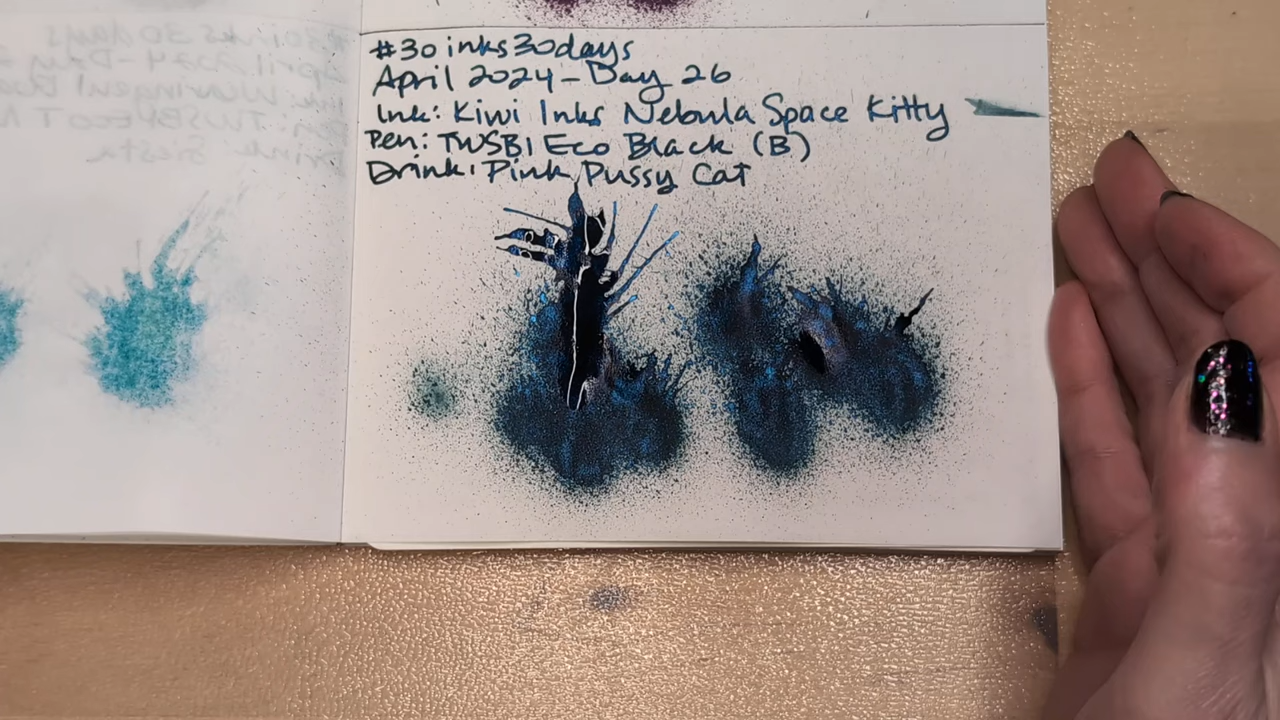 #30inks30days
April 2024 - Day 26
Ink: Kiwi Inks Nebula Space Kitty
Pen: TWSBI Eco Black (B)
Drink: Pink Pussy Cat